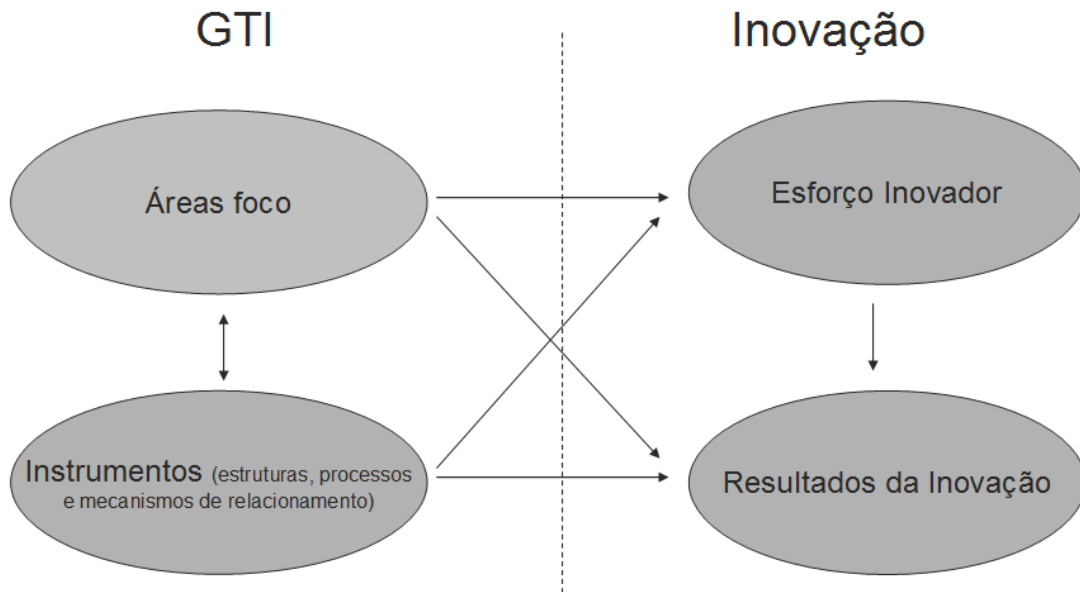 GTI
Inovação
Áreas foco
Esforço Inovador
Instrumentos (estruturas, processos
e mecanismos de relacionamento)
Resultados da Inovação